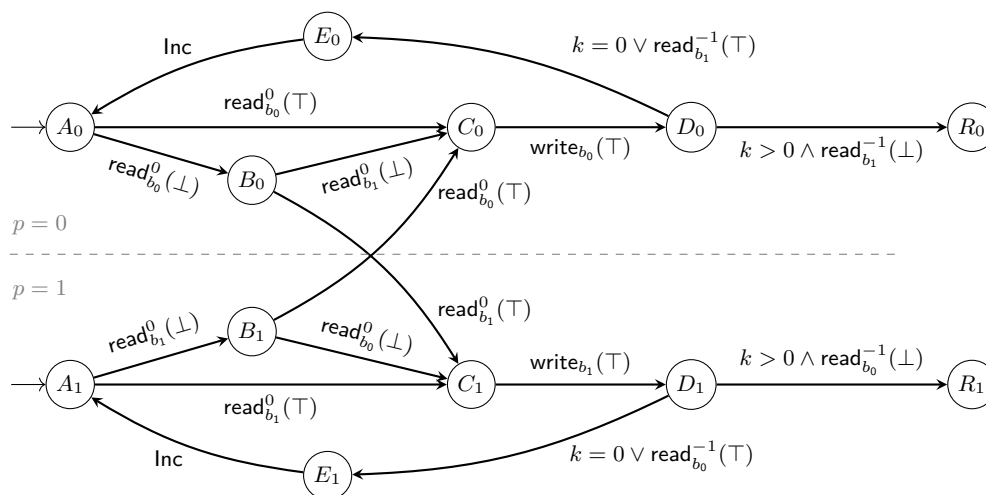 E₀
Inc
k = 0 ∨ read_{b₁}^{-1}(⊤)
read_{b₀}^{0}(⊤)
A₀
C₀
D₀
R₀
write_{b₀}(⊤)
k > 0 ∧ read_{b₁}^{-1}(⊥)
read_{b₀}^{0}(⊥)
B₀
read_{b₁}^{0}(⊥)
read_{b₀}^{0}(⊤)
p = 0
p = 1
read_{b₁}^{0}(⊤)
read_{b₁}^{0}(⊥)
B₁
read_{b₀}^{0}(⊥)
write_{b₁}(⊤)
k > 0 ∧ read_{b₀}^{-1}(⊥)
A₁
C₁
D₁
R₁
read_{b₁}^{0}(⊤)
Inc
k = 0 ∨ read_{b₀}^{-1}(⊤)
E₁